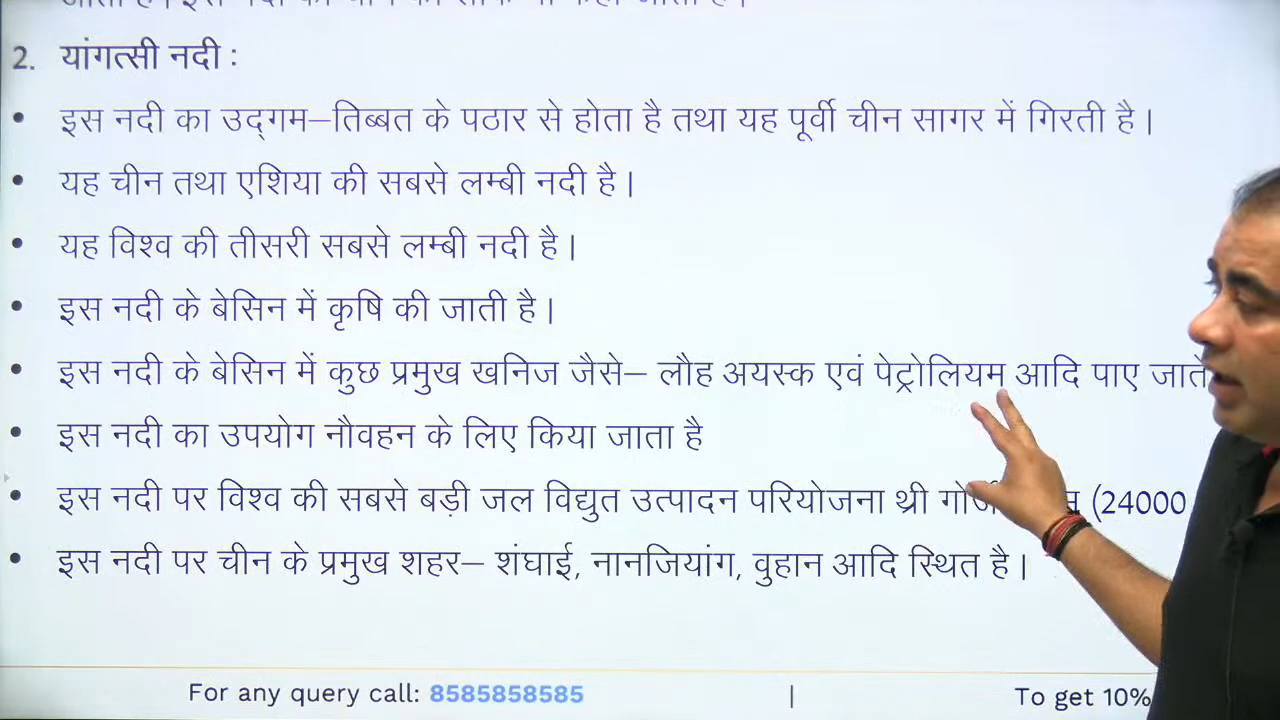 2. यांगत्सी नदी :
• इस नदी का उद्‌गम–तिब्बत के पठार से होता है तथा यह पूर्वी चीन सागर में गिरती है।
• यह चीन तथा एशिया की सबसे लम्बी नदी है।
• यह विश्व की तीसरी सबसे लम्बी नदी है।
• इस नदी के बेसिन में कृषि की जाती है।
• इस नदी के बेसिन में कुछ प्रमुख खनिज जैसे– लौह अयस्क एवं पेट्रोलियम आदि पाए जाते
• इस नदी का उपयोग नौवहन के लिए किया जाता है
• इस नदी पर विश्व की सबसे बड़ी जल विद्युत उत्पादन परियोजना थ्री (24000
• इस नदी पर चीन के प्रमुख शहर– शंघाई, नानजियांग, वुहान आदि स्थित है।
For any query call: 8585858585 | To get 10%